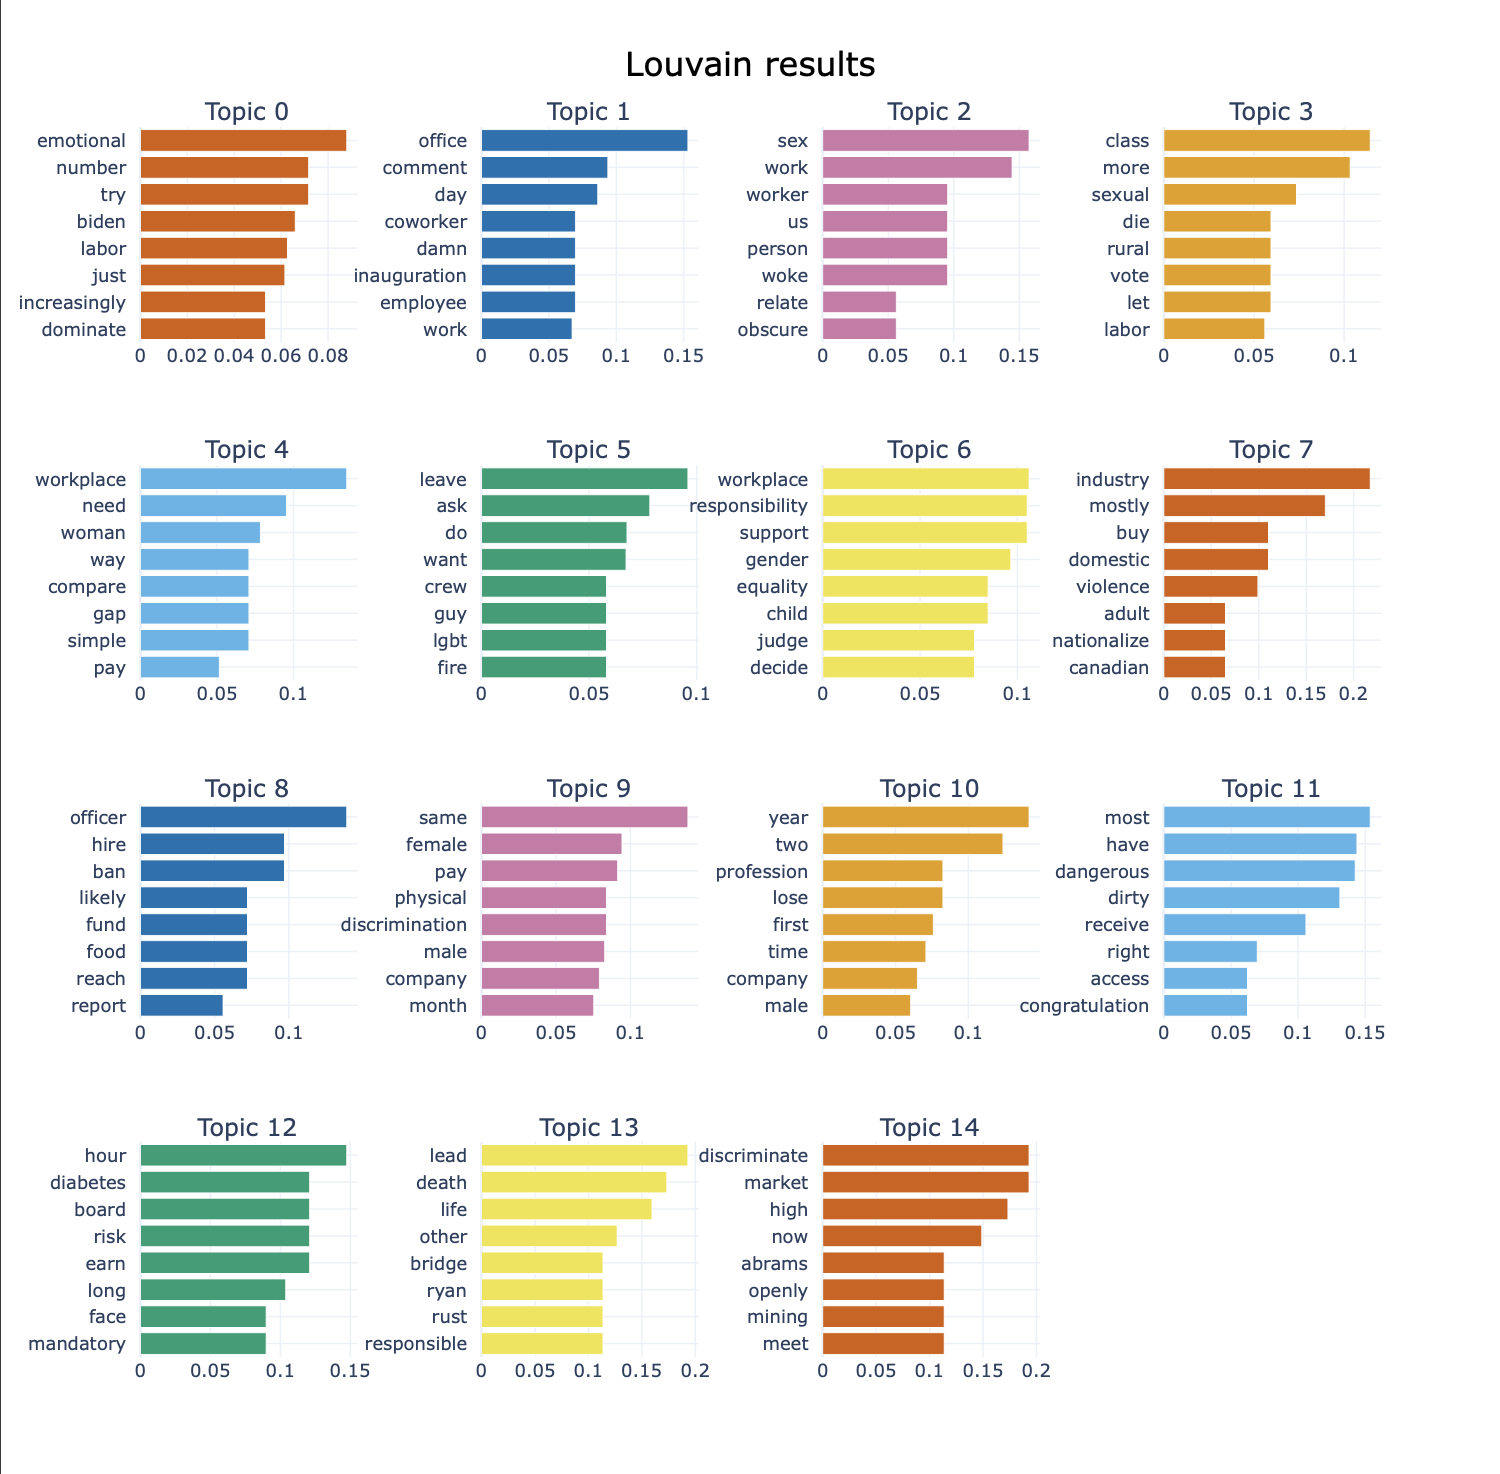 Louvain results
Topic 0
emotional
number
try
biden
labor
just
increasingly
dominate
0 0.02 0.04 0.06 0.08
Topic 1
office
comment
day
coworker
damn
inauguration
employee
work
0 0.05 0.1 0.15
Topic 2
sex
work
worker
us
person
woke
relate
obscure
0 0.05 0.1 0.15
Topic 3
class
more
sexual
die
rural
vote
let
labor
0 0.05 0.1
Topic 4
workplace
need
woman
way
compare
gap
simple
pay
0 0.05 0.1
Topic 5
leave
ask
do
want
crew
guy
lgbt
fire
0 0.05 0.1
Topic 6
workplace
responsibility
support
gender
equality
child
judge
decide
0 0.05 0.1
Topic 7
industry
mostly
buy
domestic
violence
adult
nationalize
canadian
0 0.05 0.1 0.15 0.2
Topic 8
officer
hire
ban
likely
fund
food
reach
report
0 0.05 0.1
Topic 9
same
female
pay
physical
discrimination
male
company
month
0 0.05 0.1
Topic 10
year
two
profession
lose
first
time
company
male
0 0.05 0.1
Topic 11
most
have
dangerous
dirty
receive
right
access
congratulation
0 0.05 0.1 0.15
Topic 12
hour
diabetes
board
risk
earn
long
face
mandatory
0 0.05 0.1 0.15
Topic 13
lead
death
life
other
bridge
ryan
rust
responsible
0 0.05 0.1 0.15 0.2
Topic 14
discriminate
market
high
now
abrams
openly
mining
meet
0 0.05 0.1 0.15 0.2